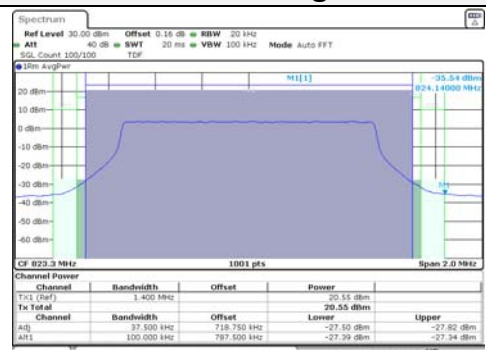 Spectrum
Ref Level 30.00 dBm Offset 0.16 dB RBW 20 kHz
Att 40 dB SWT 20 ms VBW 100 kHz Mode Auto FFT
SGL Count 100/100 TDF
1Rm AvgPwr
M1[1] -35.54 dBm
824.14000 MHz
20 dBm
10 dBm
0 dBm
-10 dBm
-20 dBm
-30 dBm
M1
-40 dBm
-50 dBm
-60 dBm
CF 823.3 MHz 1001 pts Span 2.0 MHz
Channel Power
Channel Bandwidth Offset Power
TX1 (Ref) 1.400 MHz 20.55 dBm
Tx Total 20.55 dBm
Channel Bandwidth Offset Lower Upper
Adj 37.500 kHz 718.750 kHz -27.50 dBm -27.82 dBm
Alt1 100.000 kHz 787.500 kHz -27.39 dBm -27.34 dBm